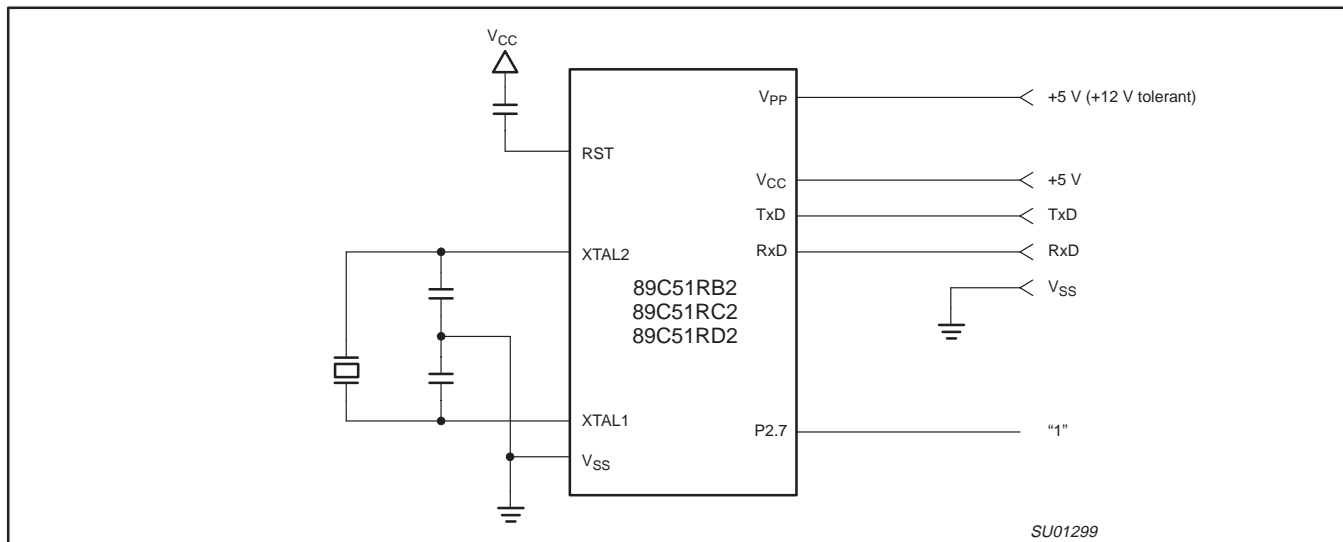 VCC
VPP
+5 V (+12 V tolerant)
RST
VCC
+5 V
TxD
TxD
XTAL2
RxD
RxD
89C51RB2
89C51RC2
89C51RD2
VSS
XTAL1
P2.7
“1”
VSS
SU01299